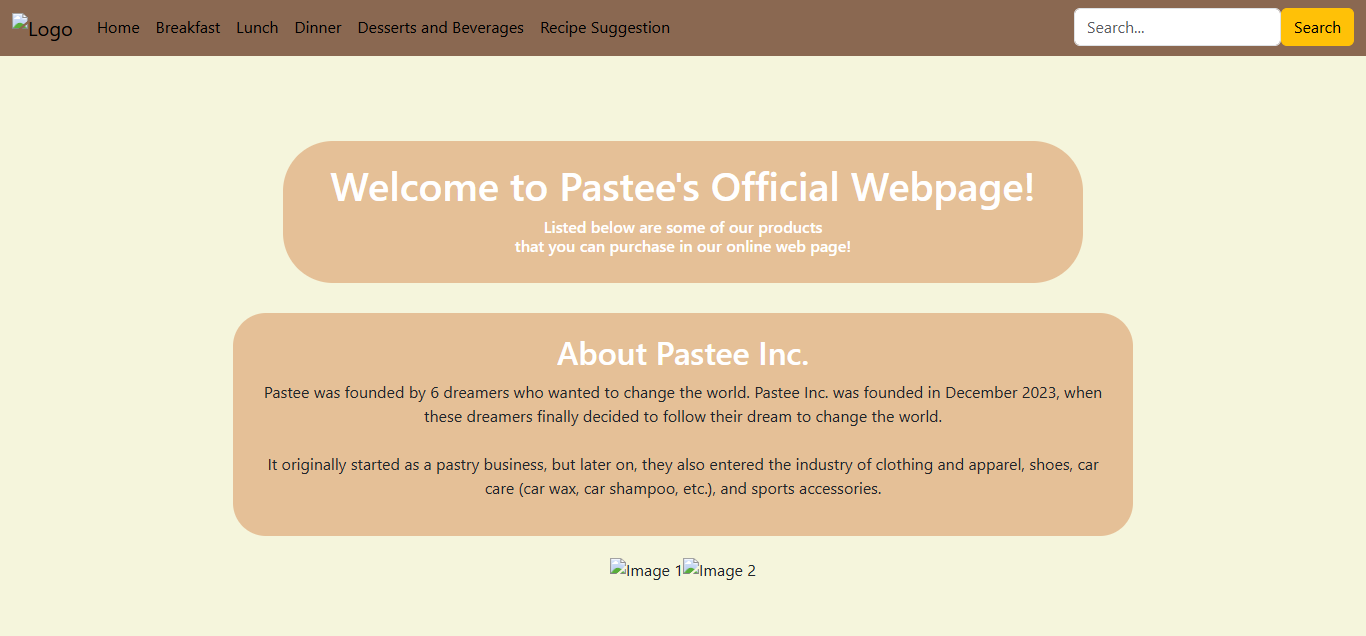 Logo Home Breakfast Lunch Dinner Desserts and Beverages Recipe Suggestion Search... Search
Welcome to Pastee's Official Webpage!
Listed below are some of our products
that you can purchase in our online web page!
About Pastee Inc.
Pastee was founded by 6 dreamers who wanted to change the world. Pastee Inc. was founded in December 2023, when
these dreamers finally decided to follow their dream to change the world.
It originally started as a pastry business, but later on, they also entered the industry of clothing and apparel, shoes, car
care (car wax, car shampoo, etc.), and sports accessories.
Image 1 Image 2